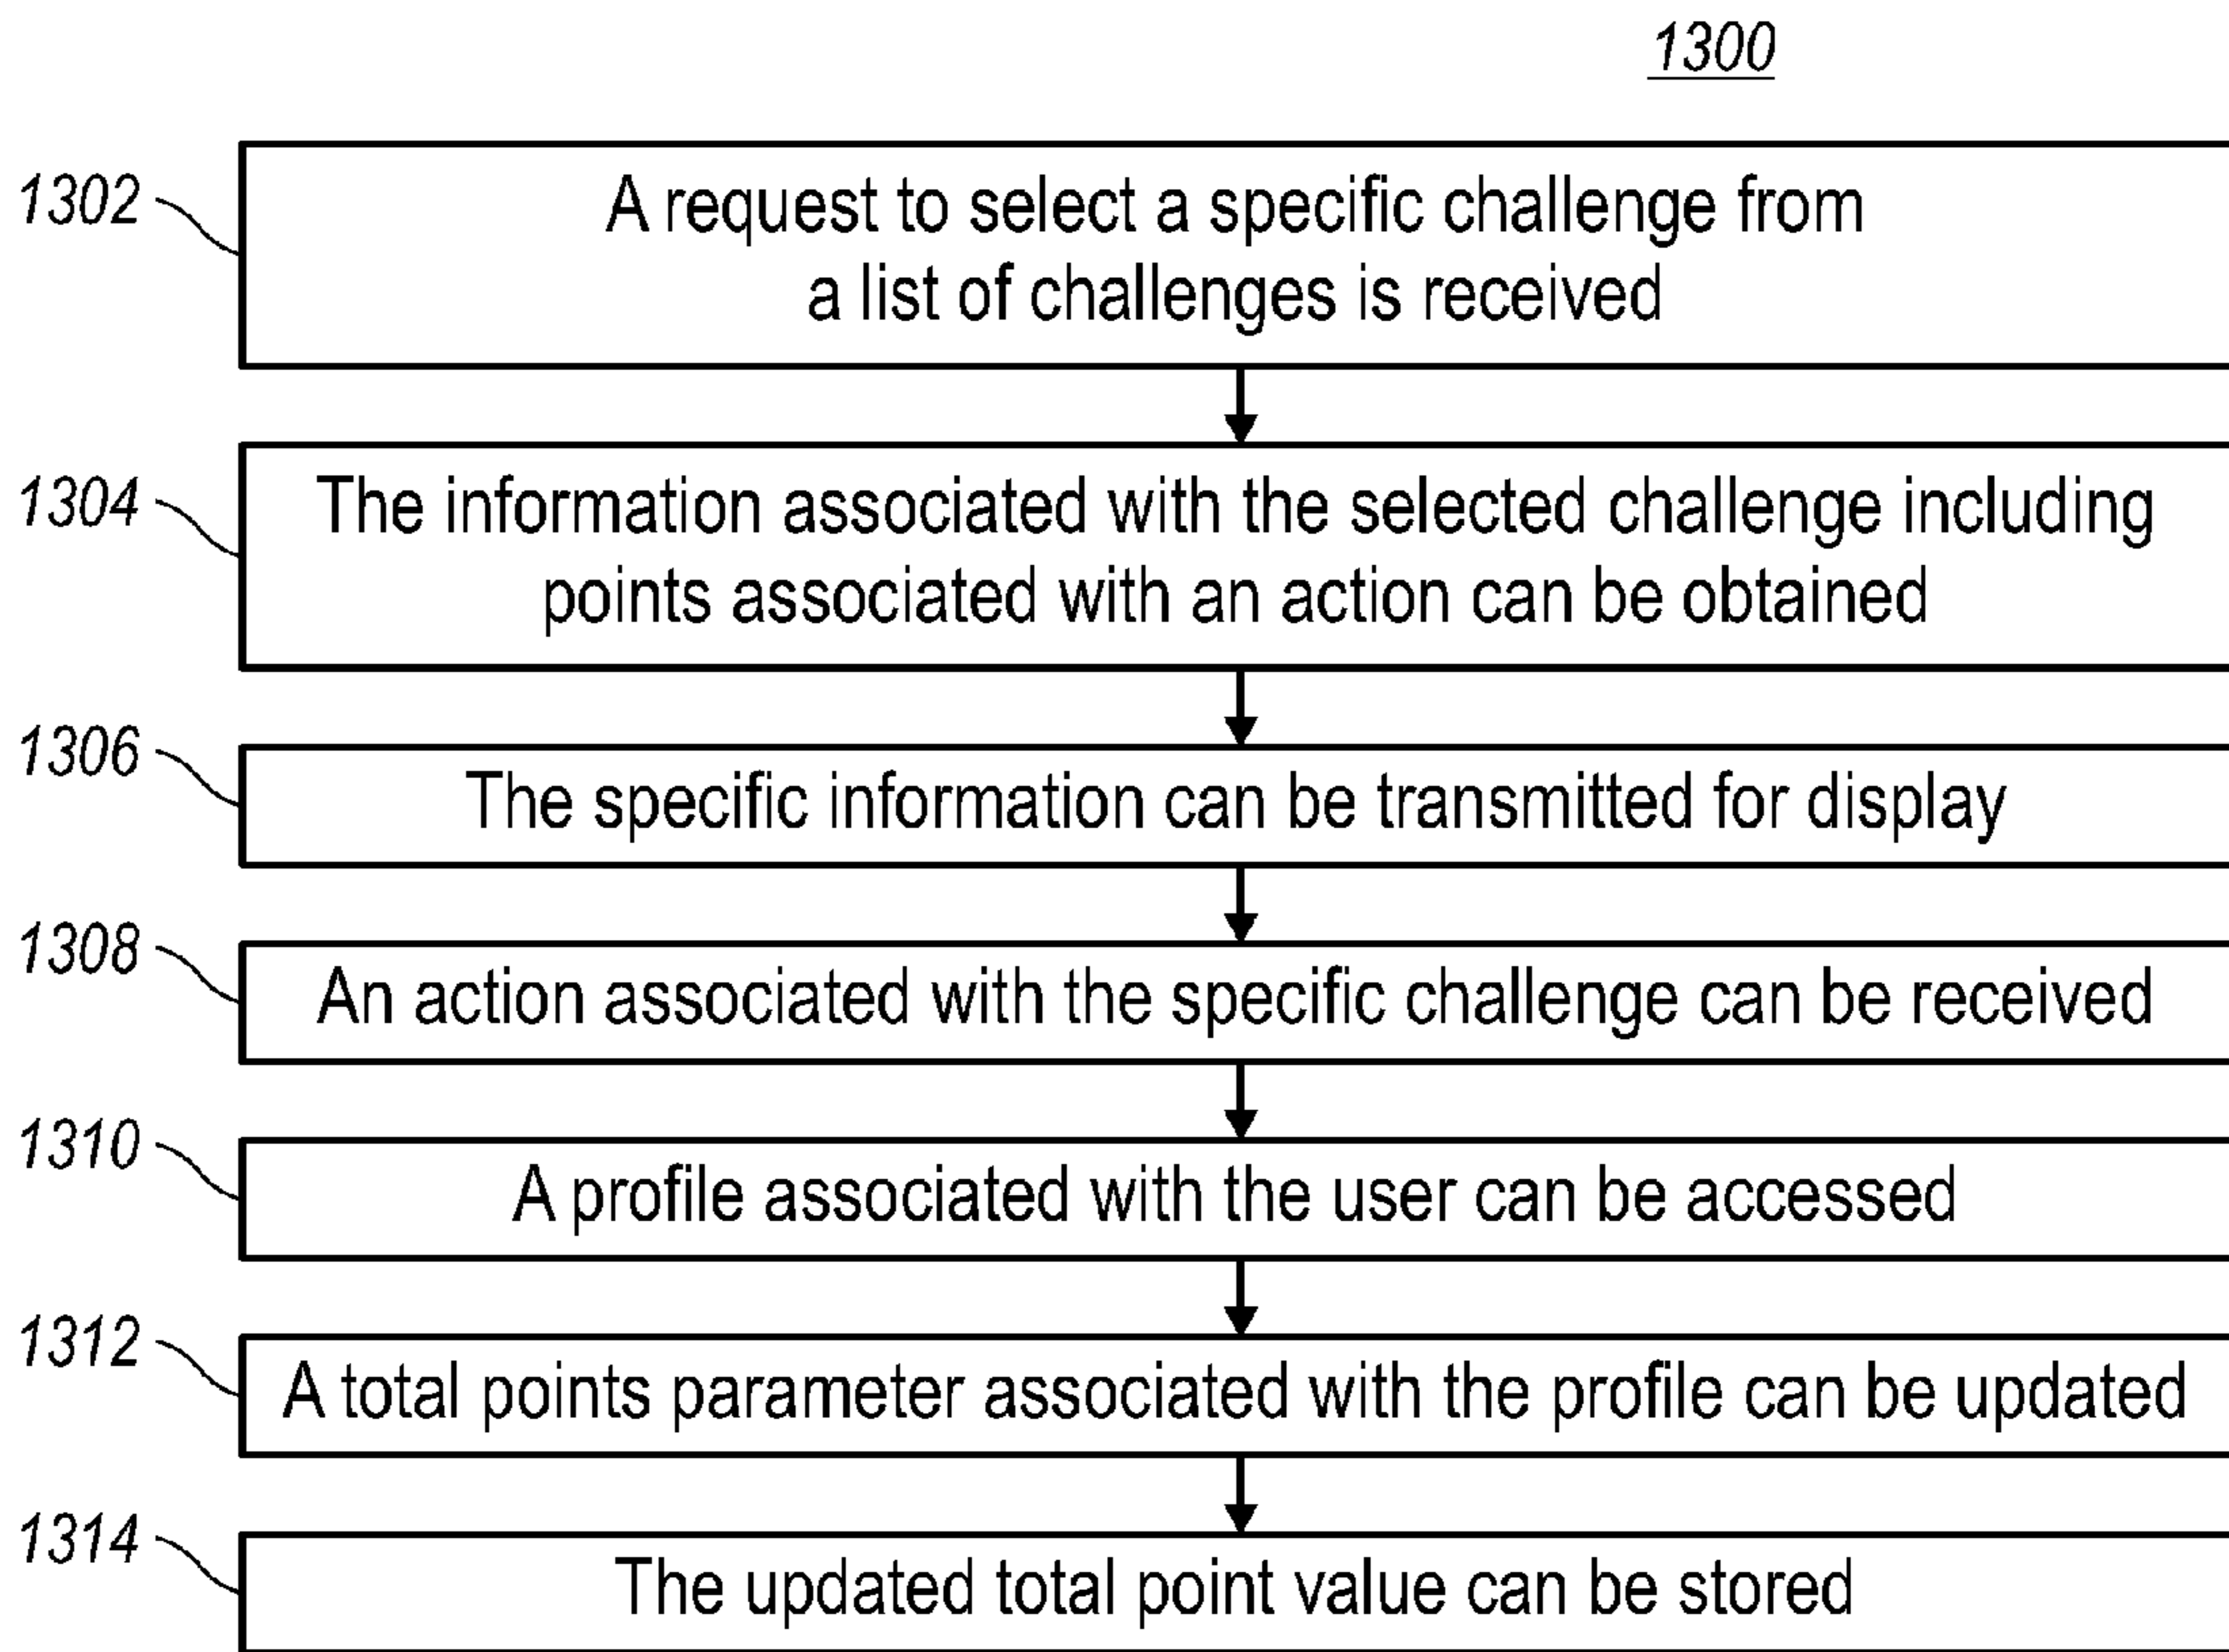 1300
1302
A request to select a specific challenge from
a list of challenges is received
1304
The information associated with the selected challenge including
points associated with an action can be obtained
1306
The specific information can be transmitted for display
1308
An action associated with the specific challenge can be received
1310
A profile associated with the user can be accessed
1312
A total points parameter associated with the profile can be updated
1314
The updated total point value can be stored